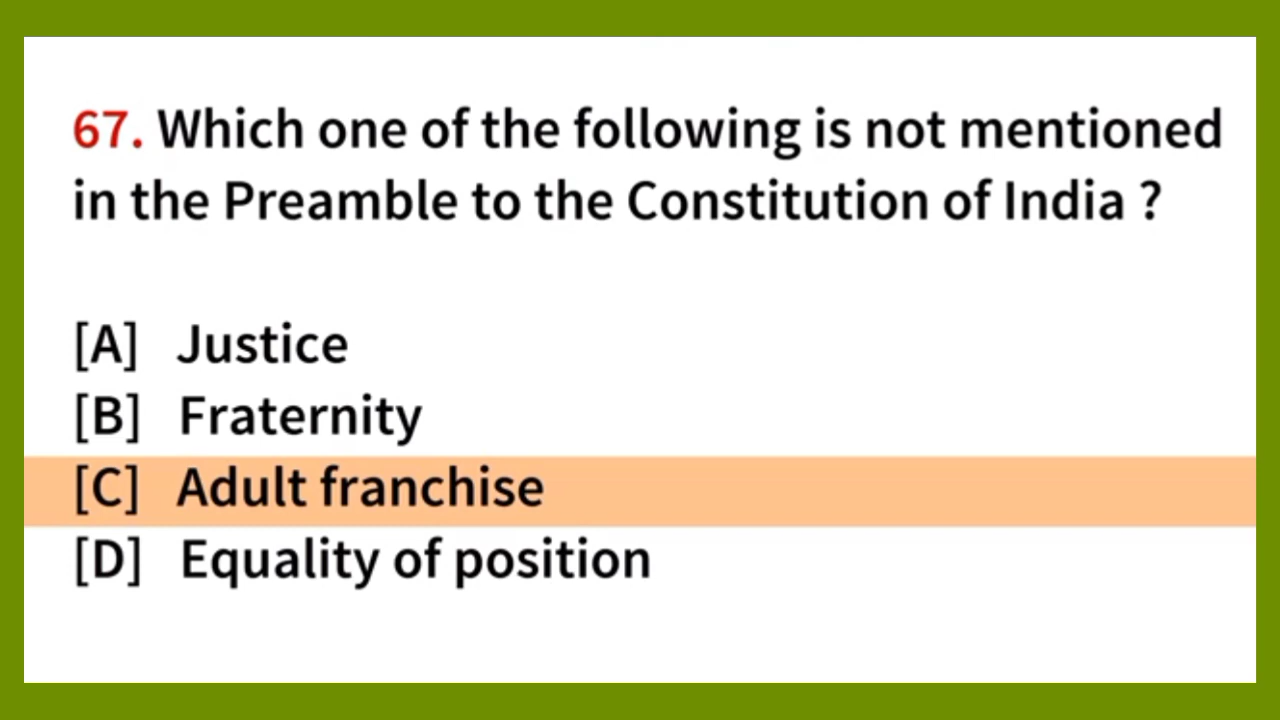 67. Which one of the following is not mentioned
in the Preamble to the Constitution of India ?
[A] Justice
[B] Fraternity
[C] Adult franchise
[D] Equality of position